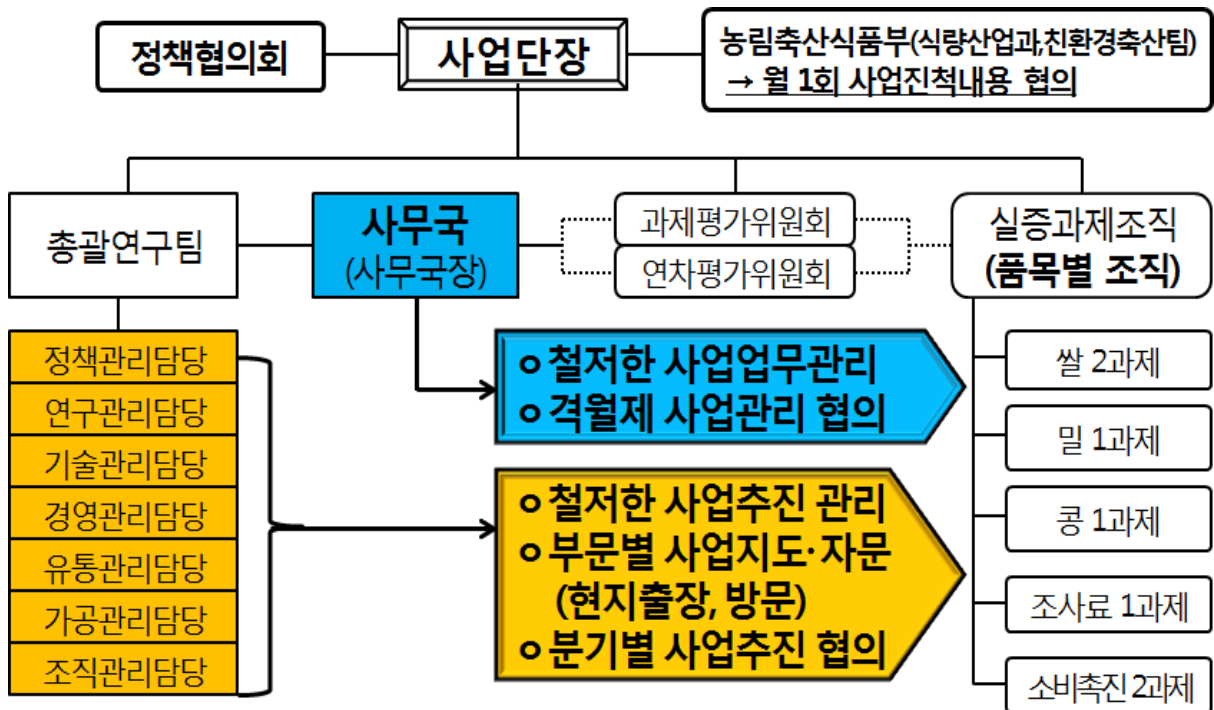 정책협의회
사업단장
농림축산식품부(식량산업과,친환경축산팀)
→ 월 1회 사업진척내용 협의
총괄연구팀
사무국
(사무국장)
과제평가위원회
연차평가위원회
실증과제조직
(품목별 조직)
정책관리담당
연구관리담당
기술관리담당
경영관리담당
유통관리담당
가공관리담당
조직관리담당
ㅇ철저한 사업업무관리
ㅇ격월제 사업관리 협의
ㅇ철저한 사업추진 관리
ㅇ부문별 사업지도·자문
(현지출장, 방문)
ㅇ분기별 사업추진 협의
쌀 2과제
밀 1과제
콩 1과제
조사료 1과제
소비촉진 2과제